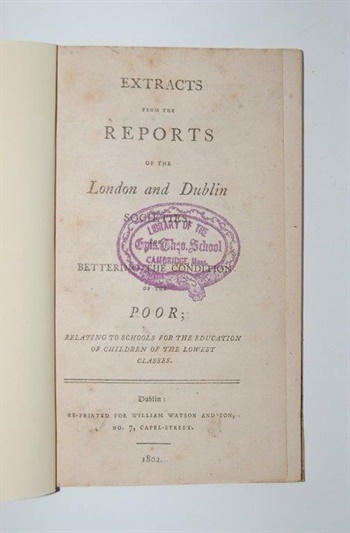 EXTRACTS
FROM THE
REPORTS
OF THE
London and Dublin
SOCIETIES,
LIBRARY OF THE
Epis. Theo. School
CAMBRIDGE, Mass.
BETTERING THE CONDITION
OF THE
POOR;
RELATING TO SCHOOLS FOR THE EDUCATION
OF CHILDREN OF THE LOWEST
CLASSES.
Dublin:
RE-PRINTED FOR WILLIAM WATSON AND SON,
NO. 7, CAPEL-STREET.
1802.